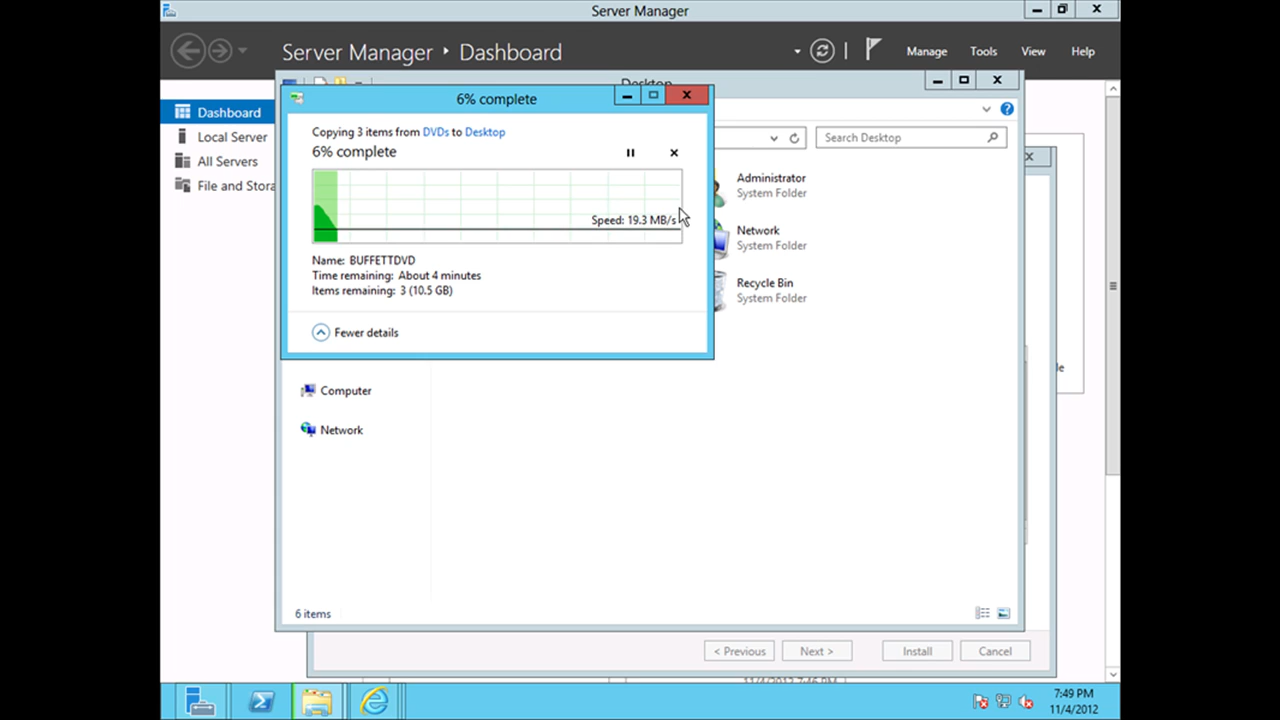 Server Manager
Server Manager ‣ Dashboard
Manage Tools View Help
Desktop
6% complete
Dashboard
Local Server
All Servers
File and Stora
Copying 3 items from DVDs to Desktop
6% complete
Speed: 19.3 MB/s
Name: BUFFETTDVD
Time remaining: About 4 minutes
Items remaining: 3 (10.5 GB)
Fewer details
Search Desktop
Administrator
System Folder
Network
System Folder
Recycle Bin
System Folder
Computer
Network
6 items
< Previous Next > Install Cancel
7:49 PM
11/4/2012